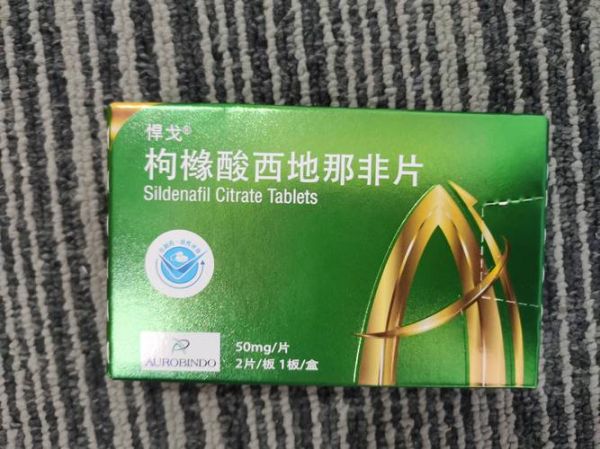 悍戈®
枸橼酸西地那非片
Sildenafil Citrate Tablets
AUROBINDO
50mg/片
2片/板 1板/盒